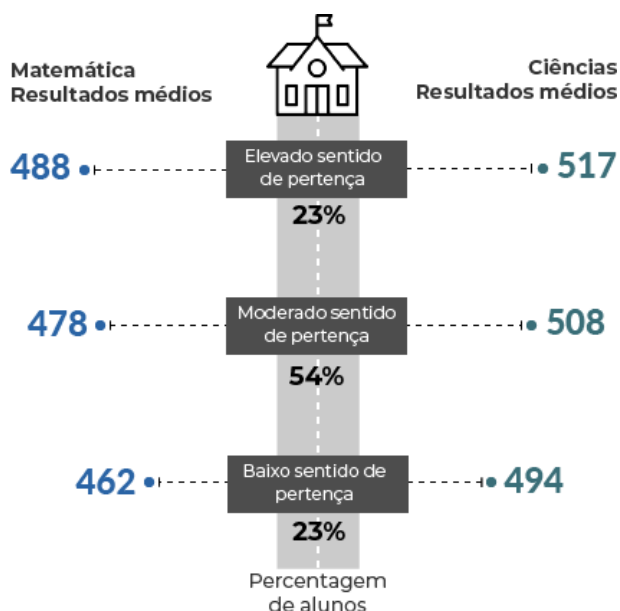 Matemática
Resultados médios
Ciências
Resultados médios
488
Elevado sentido
de pertença
517
23%
478
Moderado sentido
de pertença
508
54%
462
Baixo sentido de
pertença
494
23%
Percentagem
de alunos